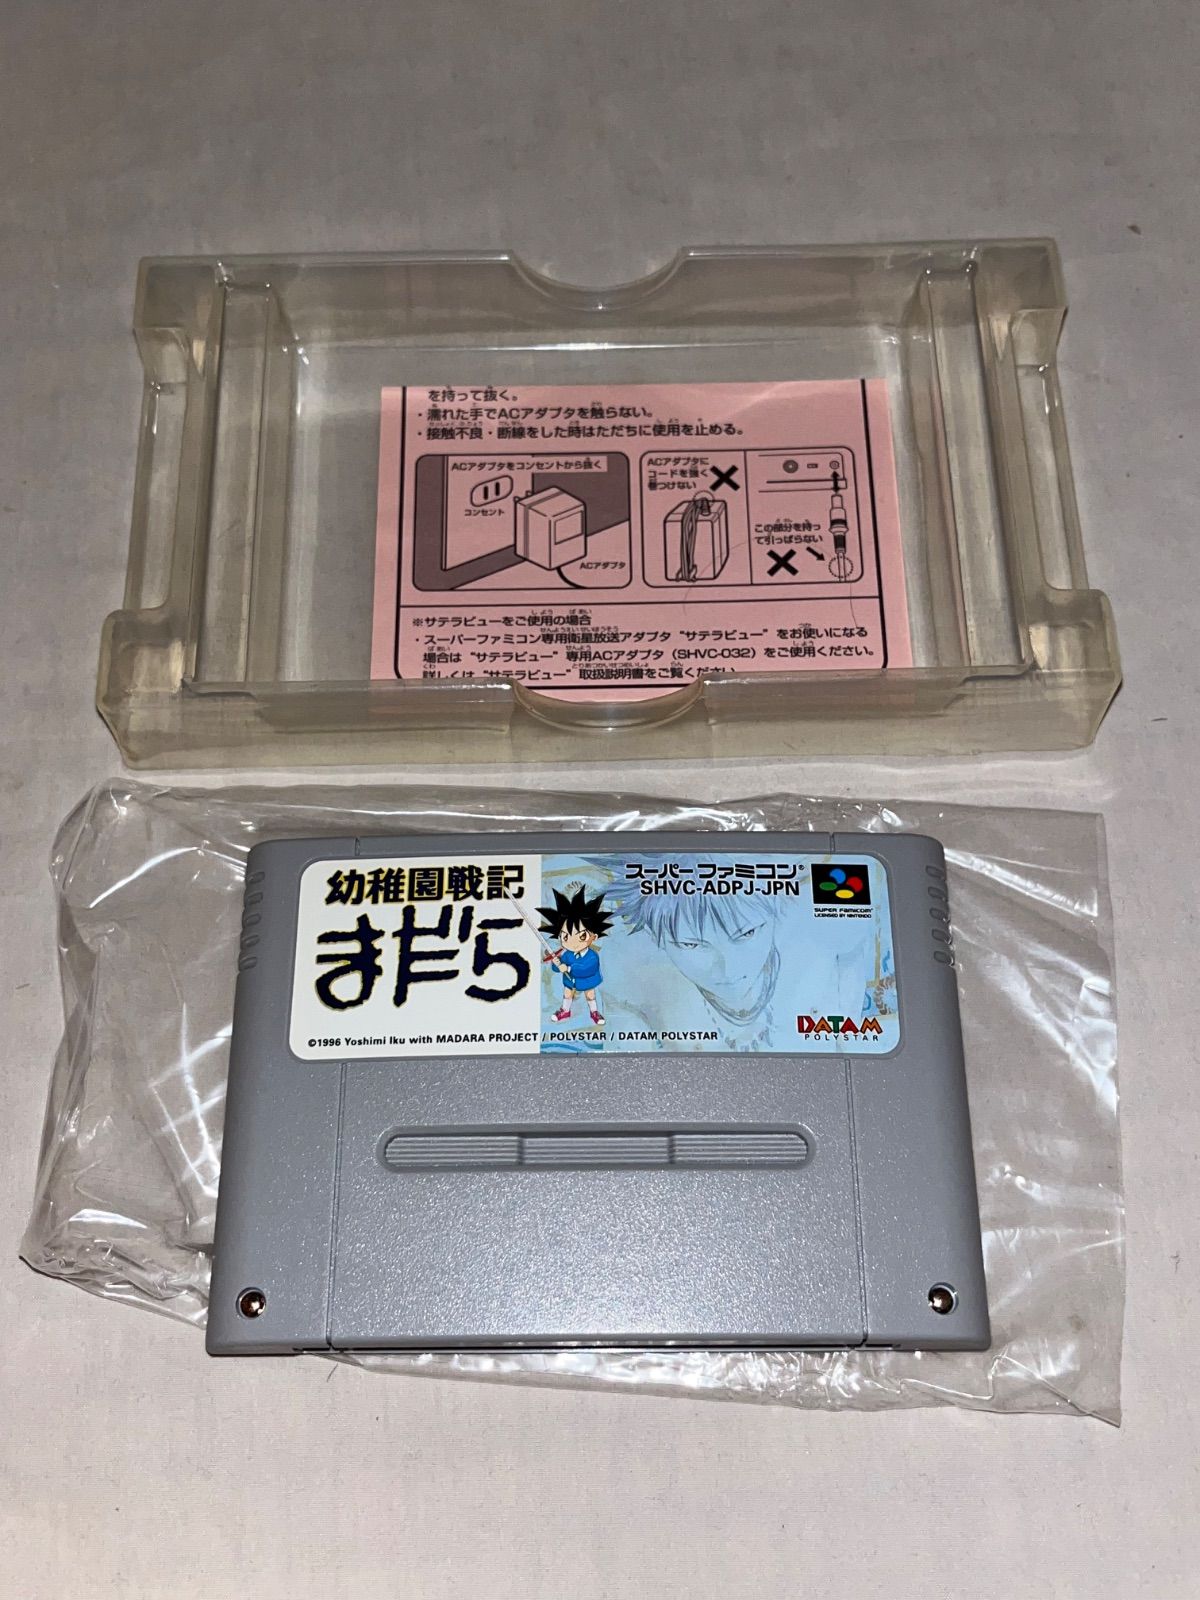 を持って抜く。
・濡れた手でACアダプタを触らない。
・接触不良・断線をした時はただちに使用を止める。
ACアダプタをコンセントから抜く
コンセント
ACアダプタ
ACアダプタに
コードを強く
巻つけない
この部分を持っ
て引っぱらない
※サテラビューをご使用の場合
・スーパーファミコン専用衛星放送アダプタ"サテラビュー"をお使いになる
場合は"サテラビュー"専用ACアダプタ（SHVC-032）をご使用ください。
詳しくは"サテラビュー"取扱説明書をご覧ください
幼稚園戦記
まだら
スーパーファミコン®
SHVC-ADPJ-JPN
SUPER FAMICOM
LICENSED BY NINTENDO
DATAM
POLYSTAR
©1996 Yoshimi Iku with MADARA PROJECT / POLYSTAR / DATAM POLYSTAR